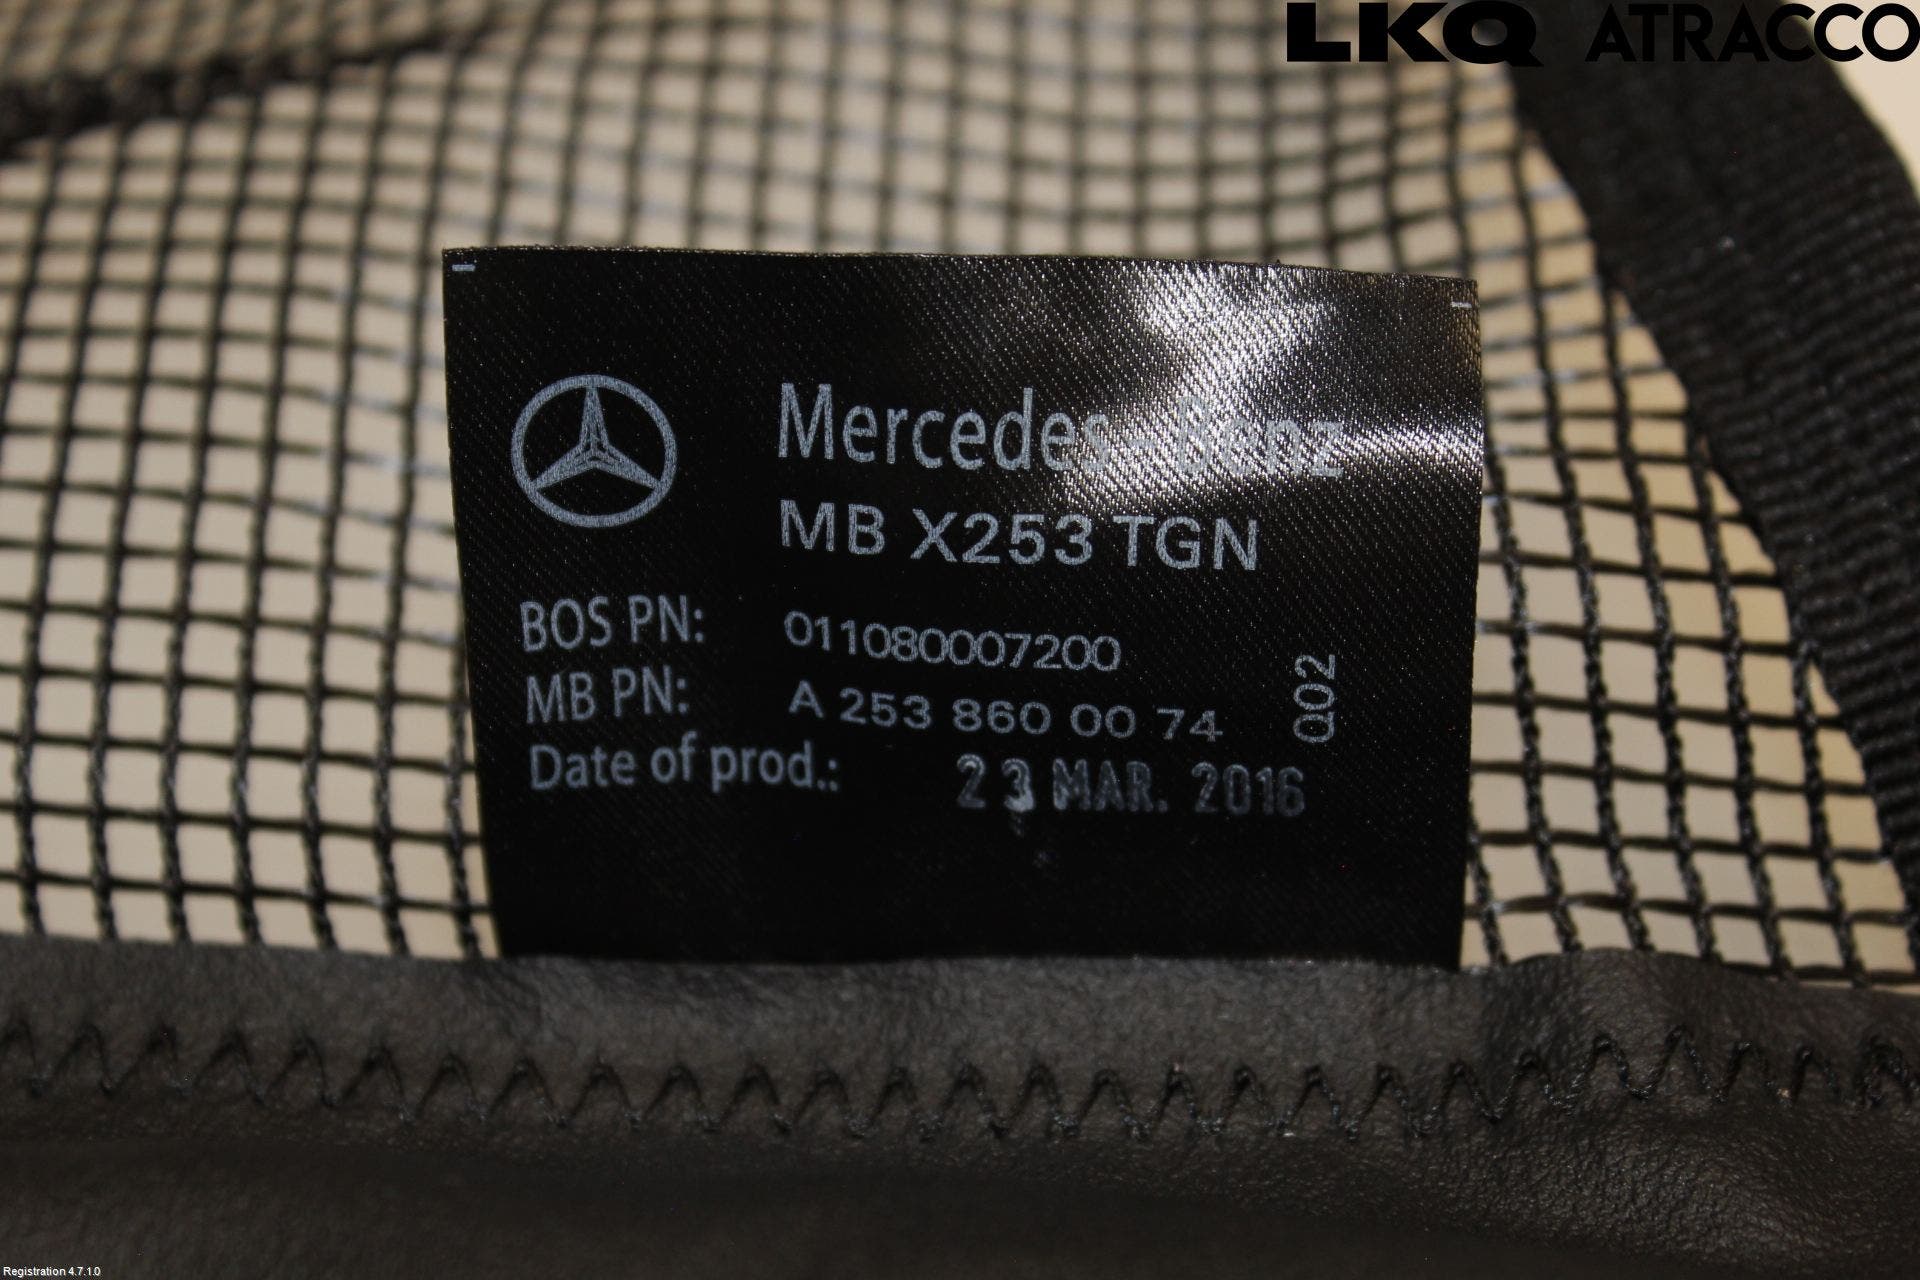 LKQ ATRACCO
Mercedes-Benz
MB X253 TGN
BOS PN: 011080007200
MB PN: A 253 860 00 74
Q02
Date of prod.: 23 MAR. 2016
Registration 4.7.1.0